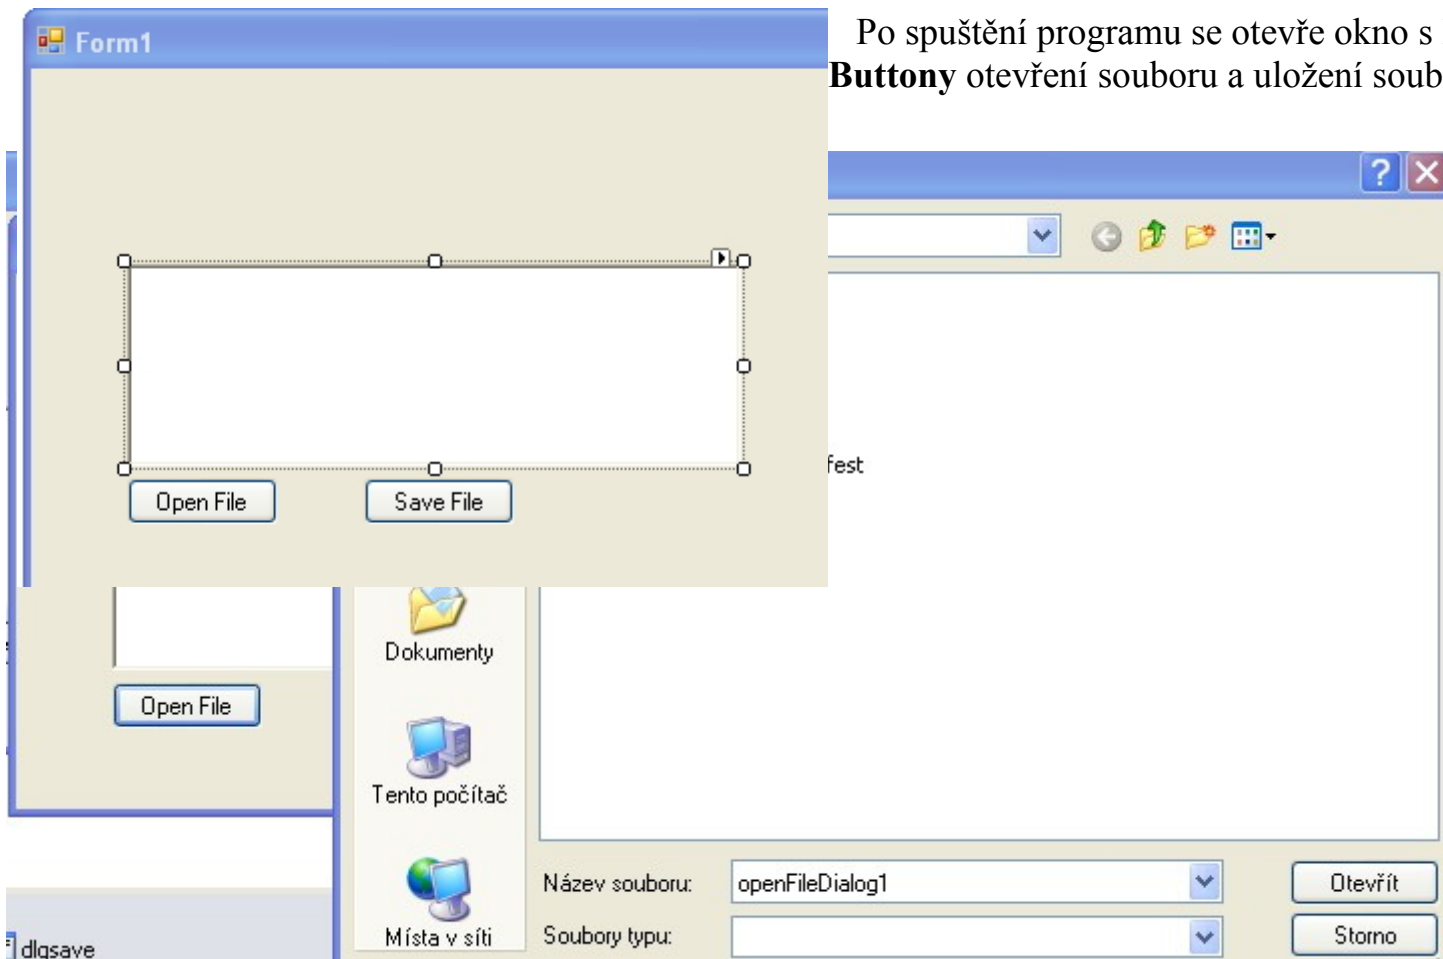 Form1
Po spuštění programu se otevře okno s
Buttony otevření souboru a uložení soub
fest
Open File
Save File
Dokumenty
Open File
Tento počítač
Název souboru:
openFileDialog1
Otevřít
Místa v síti
Soubory typu:
Storno
dlgsave